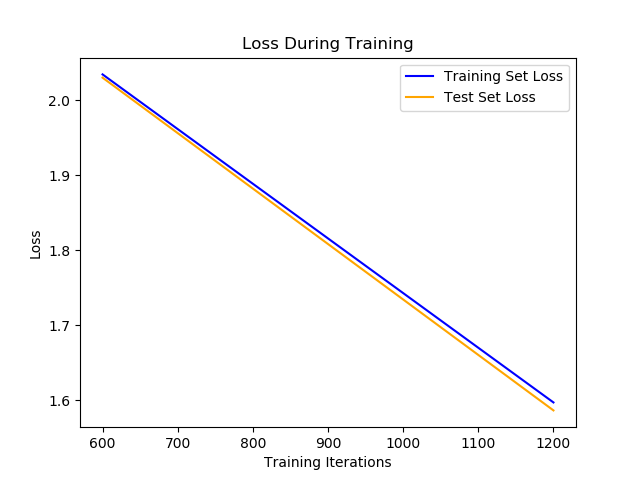 Loss During Training
Training Set Loss
Test Set Loss
2.0
1.9
1.8
1.7
1.6
Loss
600 700 800 900 1000 1100 1200
Training Iterations